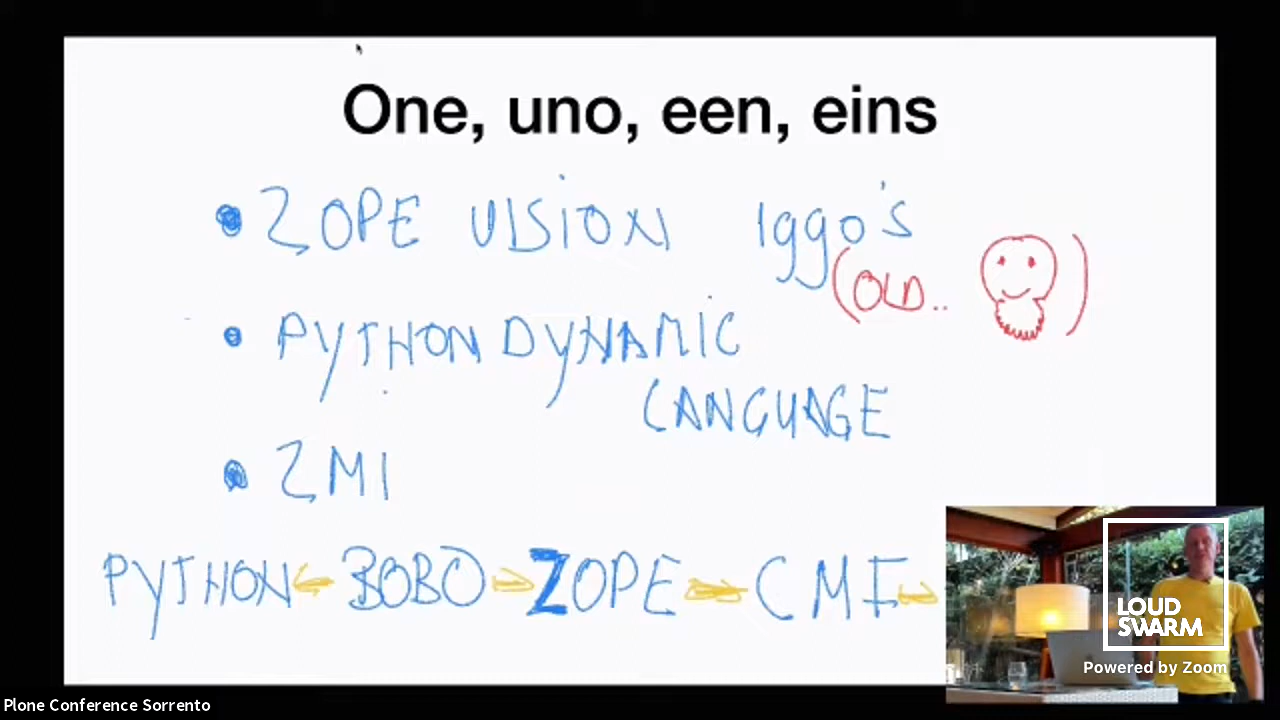 One, uno, een, eins
• ZOPE VISION Iggo's
(OLD.. )
• PYTHON DYNAMIC
LANGUAGE
• ZMI
PYTHON BOBO ZOPE CMF
LOUD
SWARM
Powered by Zoom
Plone Conference Sorrento